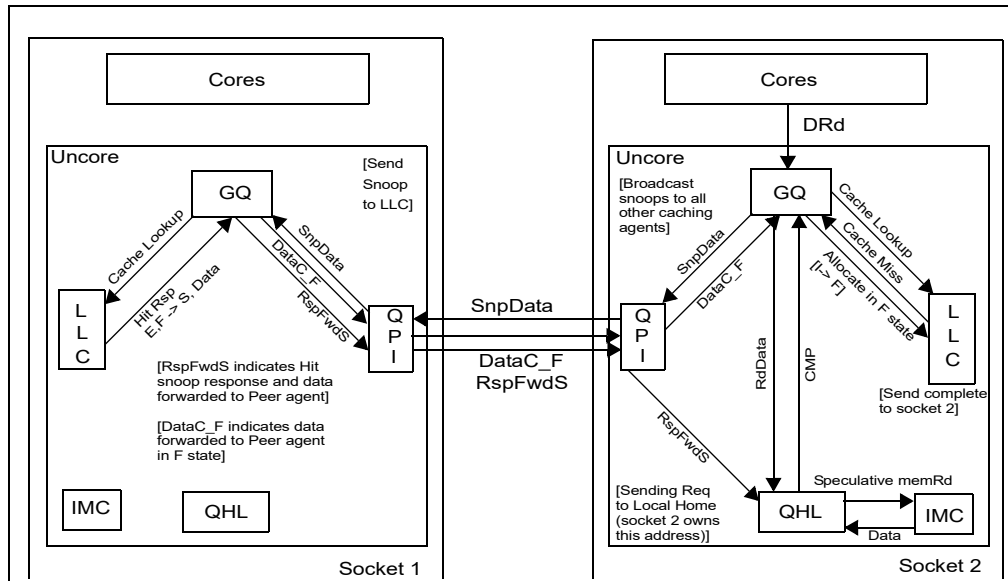 Cores
Uncore
[Send
Snoop
to LLC]
GQ
Cache Lookup
Hit Rsp
E,F -> S, Data
SnpData
DataC_F
RspFwdS
L
L
C
Q
P
I
[RspFwdS indicates Hit
snoop response and data
forwarded to Peer agent]
[DataC_F indicates data
forwarded to Peer agent
in F state]
IMC
QHL
Socket 1
SnpData
DataC_F
RspFwdS
Cores
DRd
Uncore
[Broadcast
snoops to all
other caching
agents]
GQ
SnpData
DataC_F
Cache Lookup
Cache Miss
Allocate in F state
[I-> F]
Q
P
I
L
L
C
RdData
CMP
[Send complete
to socket 2]
RspFwdS
[Sending Req
to Local Home
(socket 2 owns
this address)]
QHL
Speculative memRd
Data
IMC
Socket 2